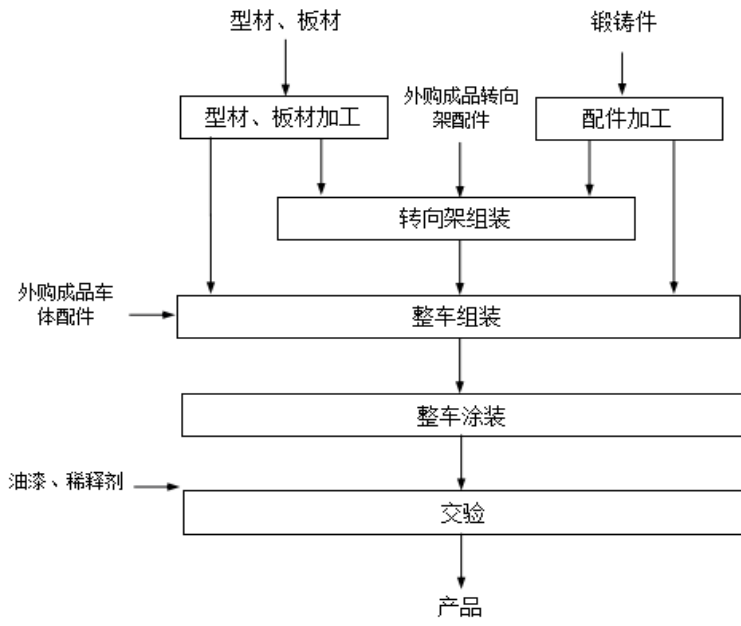 型材、板材
锻铸件
型材、板材加工
外购成品转向
架配件
配件加工
转向架组装
外购成品车
体配件
整车组装
整车涂装
油漆、稀释剂
交验
产品